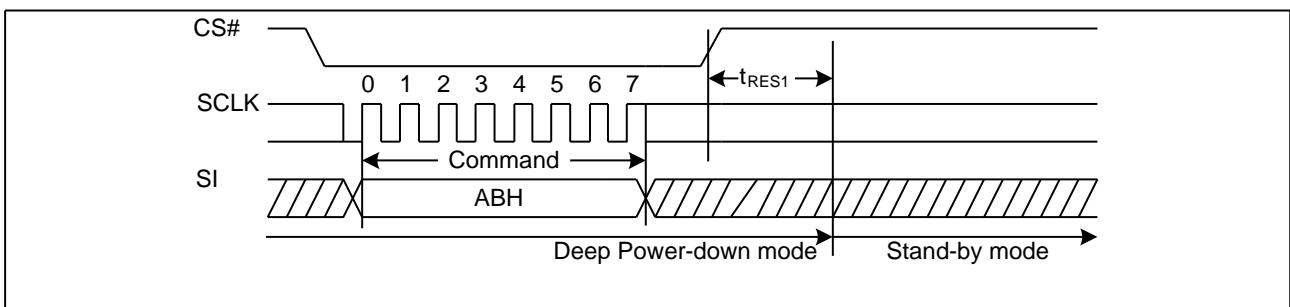 CS#
0 1 2 3 4 5 6 7
tRES1
SCLK
Command
SI
ABH
Deep Power-down mode
Stand-by mode